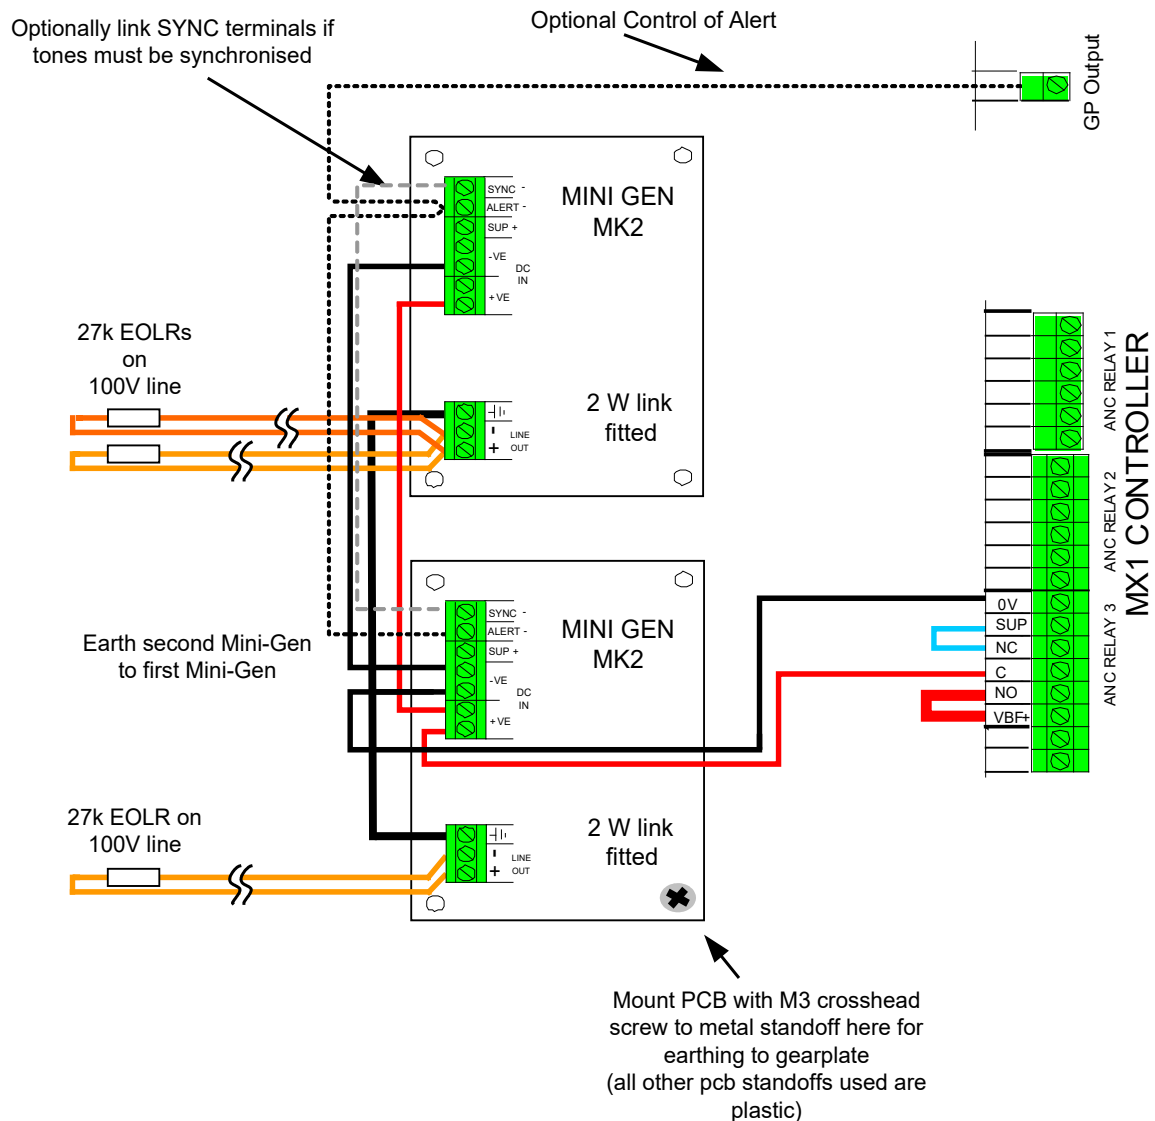 Optionally link SYNC terminals if
tones must be synchronised
Optional Control of Alert
GP Output
SYNC -
ALERT -
SUP +
-VE
DC
IN
+VE
MINI GEN
MK2
27k EOLRs
on
100V line
-
+
LINE
OUT
2 W link
fitted
ANC RELAY 1
ANC RELAY 2
ANC RELAY 3
MX1 CONTROLLER
0V
SUP
NC
C
NO
VBF+
Earth second Mini-Gen
to first Mini-Gen
SYNC -
ALERT -
SUP +
-VE
DC
IN
+VE
MINI GEN
MK2
27k EOLR on
100V line
-
+
LINE
OUT
2 W link
fitted
Mount PCB with M3 crosshead
screw to metal standoff here for
earthing to gearplate
(all other pcb standoffs used are
plastic)